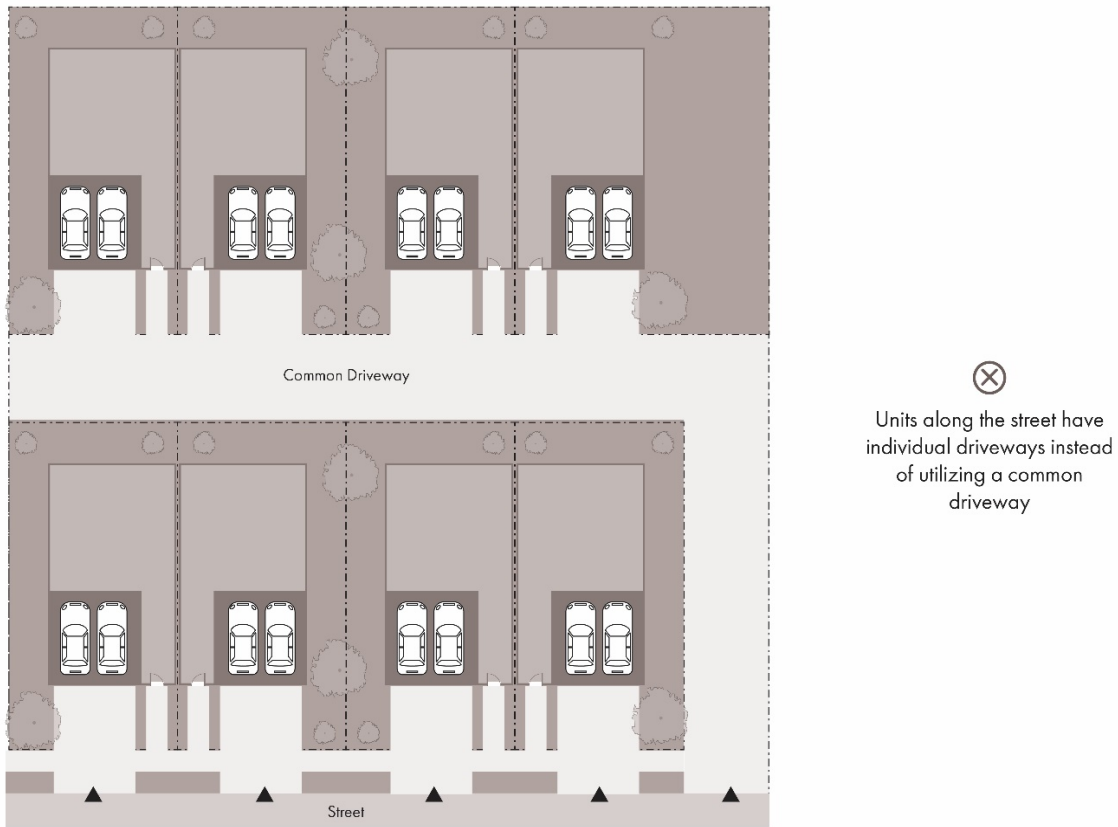 Common Driveway
Units along the street have
individual driveways instead
of utilizing a common
driveway
Street